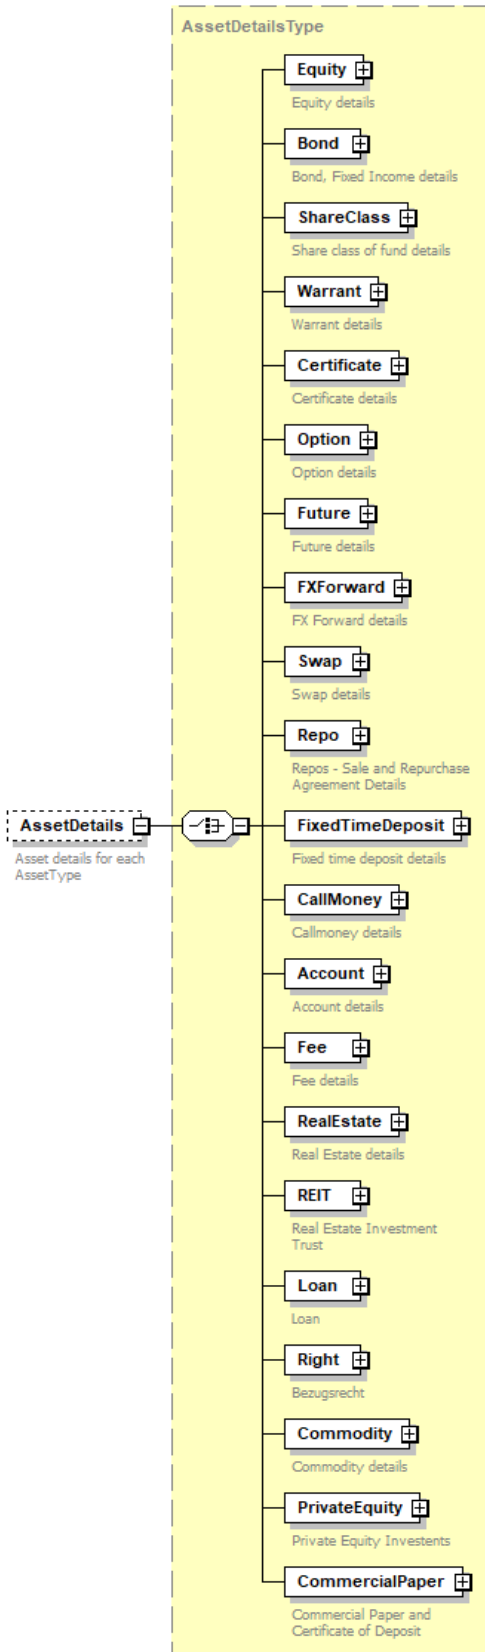 AssetDetailsType
Equity
Equity details
Bond
Bond, Fixed Income details
ShareClass
Share class of fund details
Warrant
Warrant details
Certificate
Certificate details
Option
Option details
Future
Future details
FXForward
FX Forward details
Swap
Swap details
Repo
Repos - Sale and Repurchase
Agreement Details
AssetDetails
Asset details for each
AssetType
FixedTimeDeposit
Fixed time deposit details
CallMoney
Callmoney details
Account
Account details
Fee
Fee details
RealEstate
Real Estate details
REIT
Real Estate Investment
Trust
Loan
Loan
Right
Bezugsrecht
Commodity
Commodity details
PrivateEquity
Private Equity Investents
CommercialPaper
Commercial Paper and
Certificate of Deposit